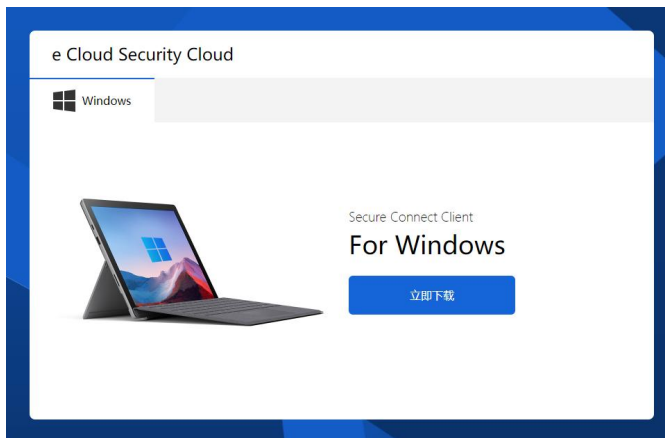 e Cloud Security Cloud
Windows
Secure Connect Client
For Windows
立即下载